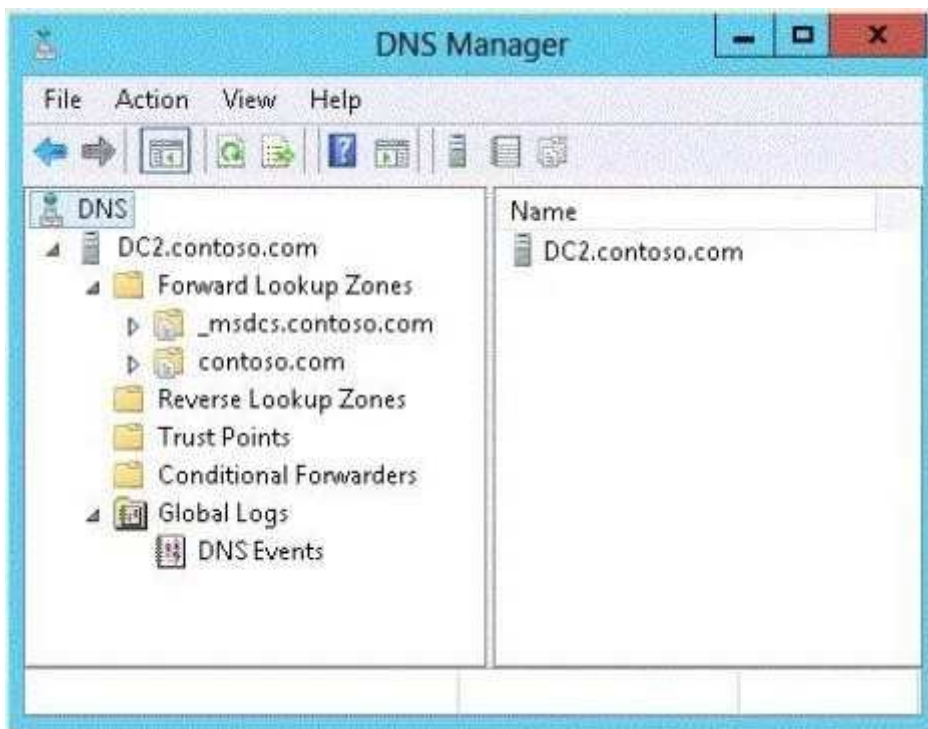 DNS Manager
File Action View Help
DNS
DC2.contoso.com
Forward Lookup Zones
_msdcs.contoso.com
contoso.com
Reverse Lookup Zones
Trust Points
Conditional Forwarders
Global Logs
DNS Events
Name
DC2.contoso.com